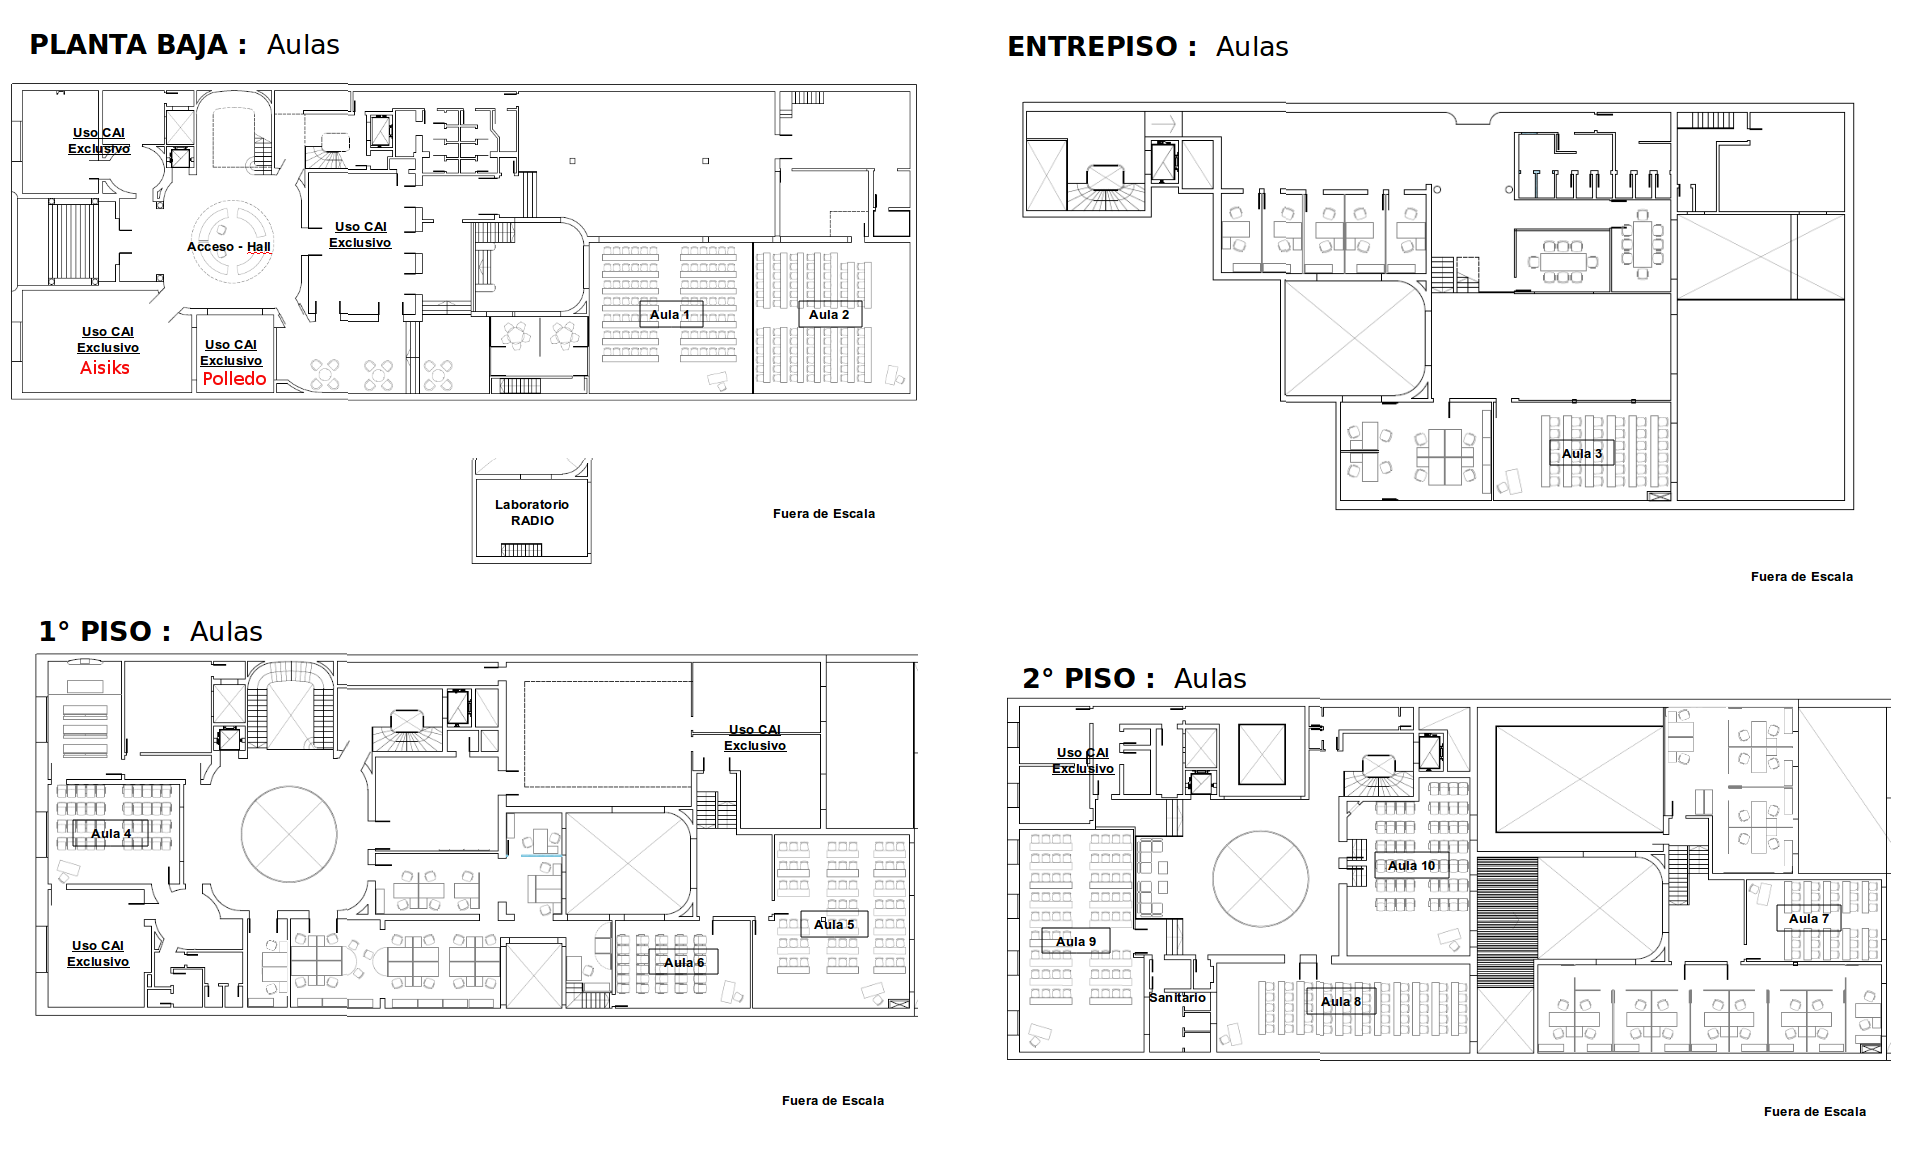 PLANTA BAJA : Aulas
Uso CAI
Exclusivo
Acceso - Hall
Uso CAI
Exclusivo
Uso CAI
Exclusivo
Aisiks
Uso CAI
Exclusivo
Polledo
Aula 1
Aula 2
Laboratorio
RADIO
Fuera de Escala
ENTREPISO : Aulas
Aula 3
Fuera de Escala
1° PISO : Aulas
Uso CAI
Exclusivo
Aula 4
Aula 5
Uso CAI
Exclusivo
Aula 6
Fuera de Escala
2° PISO : Aulas
Uso CAI
Exclusivo
Aula 10
Aula 7
Aula 9
Sanitario
Aula 8
Fuera de Escala